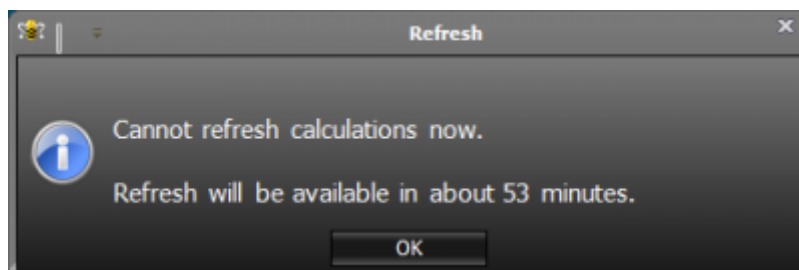 Refresh
Cannot refresh calculations now.
Refresh will be available in about 53 minutes.
OK